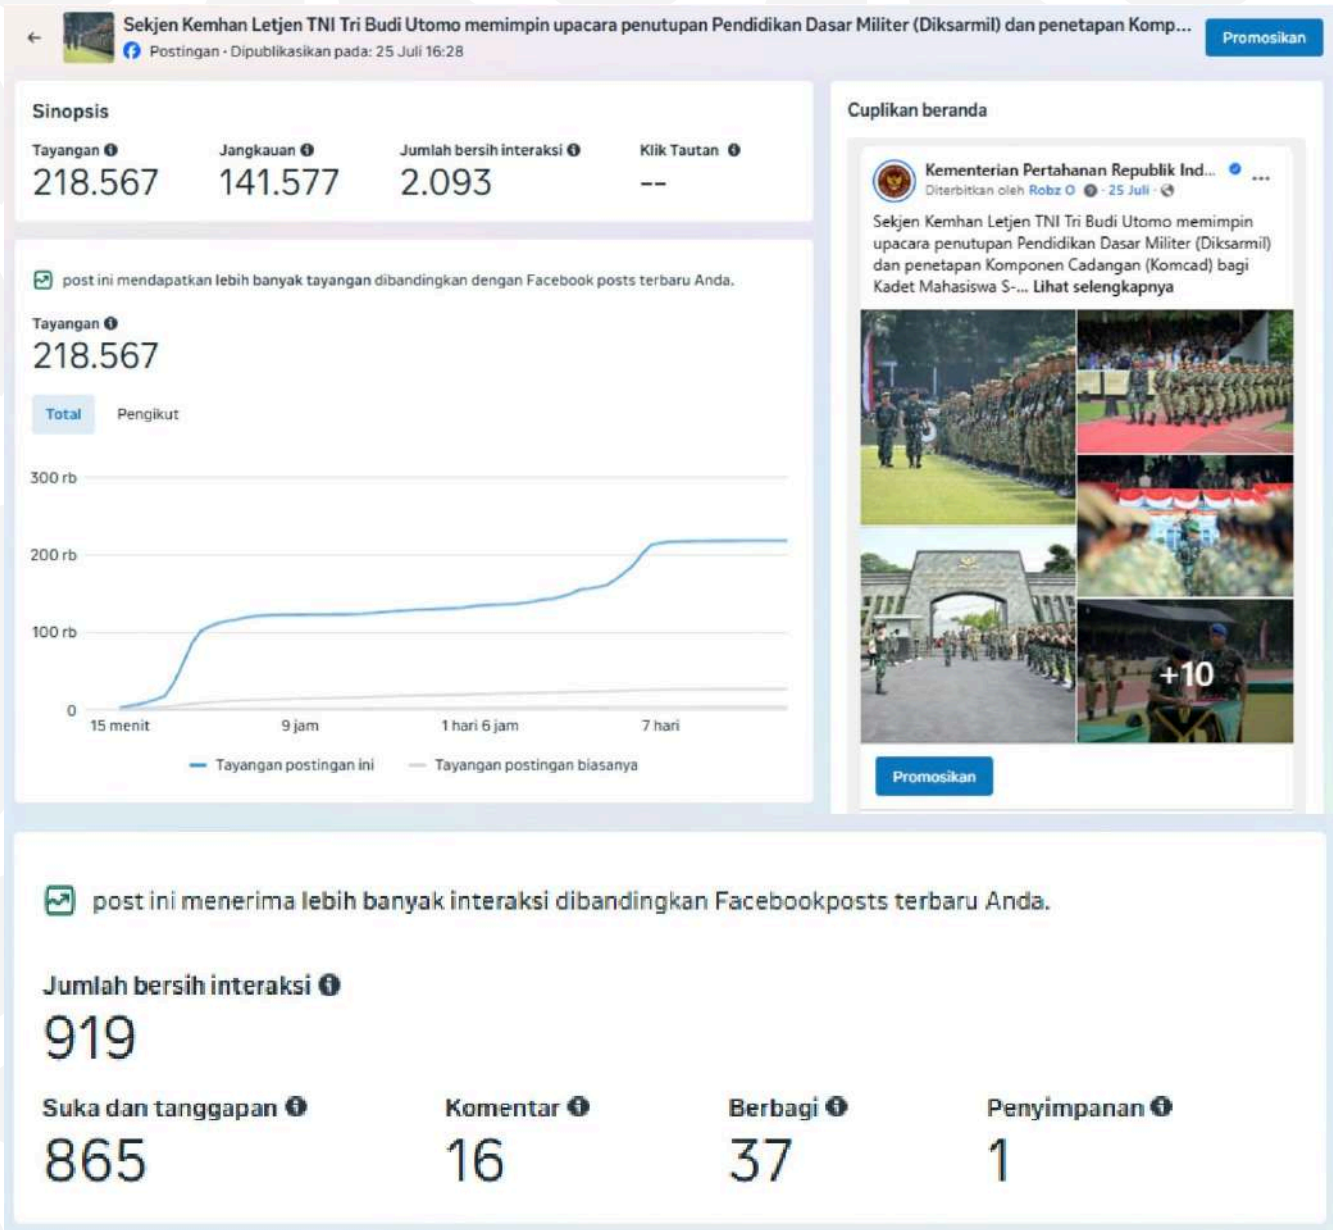 Sekjen Kemhan Letjen TNI Tri Budi Utomo memimpin upacara penutupan Pendidikan Dasar Militer (Diksarmil) dan penetapan Komp...
Postingan · Dipublikasikan pada: 25 Juli 16:28
Promosikan
Sinopsis
Tayangan
218.567
Jangkauan
141.577
Jumlah bersih interaksi
2.093
Klik Tautan
--
post ini mendapatkan lebih banyak tayangan dibandingkan dengan Facebook posts terbaru Anda.
Tayangan
218.567
Total
Pengikut
300 rb
200 rb
100 rb
0
15 menit
9 jam
1 hari 6 jam
7 hari
Tayangan postingan ini
Tayangan postingan biasanya
Cuplikan beranda
Kementerian Pertahanan Republik Ind...
Diterbitkan oleh Robz O · 25 Juli ·
Sekjen Kemhan Letjen TNI Tri Budi Utomo memimpin
upacara penutupan Pendidikan Dasar Militer (Diksarmil)
dan penetapan Komponen Cadangan (Komcad) bagi
Kadet Mahasiswa S-... Lihat selengkapnya
+10
Promosikan
post ini menerima lebih banyak interaksi dibandingkan Facebookposts terbaru Anda.
Jumlah bersih interaksi
919
Suka dan tanggapan
865
Komentar
16
Berbagi
37
Penyimpanan
1